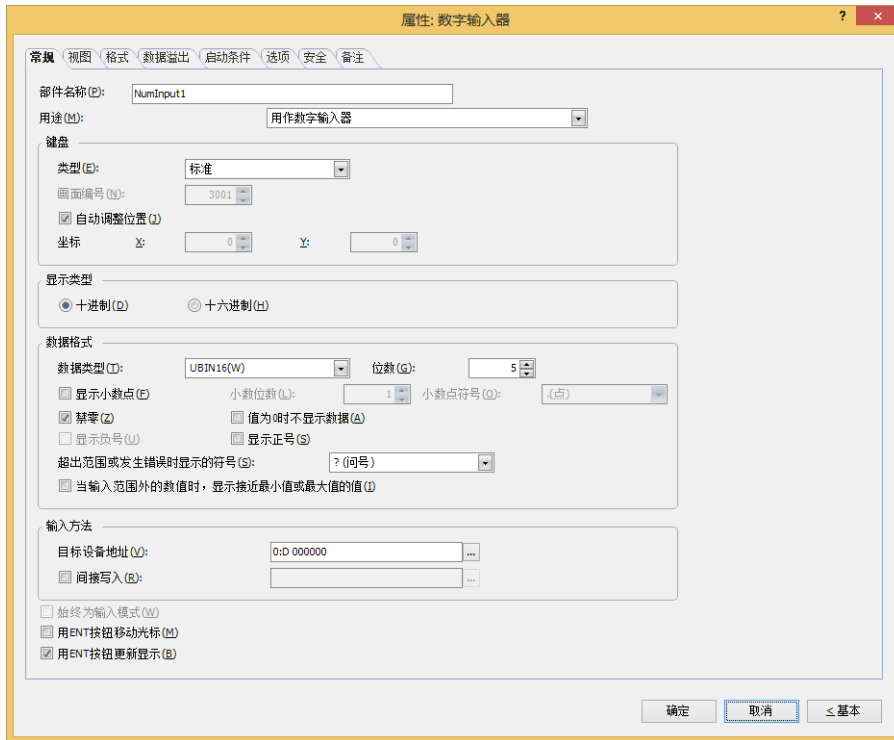 属性: 数字输入器
? ×
常规 视图 格式 数据溢出 启动条件 选项 安全 备注
部件名称(P): NumInput1
用途(M): 用作数字输入器
键盘
类型(E): 标准
画面编号(N): 3001
自动调整位置(J)
坐标 X: 0 Y: 0
显示类型
十进制(D) 十六进制(H)
数据格式
数据类型(T): UBIN16(W) 位数(G): 5
显示小数点(F) 小数位数(L): 1 小数点符号(O): .(点)
禁零(Z) 值为0时不显示数据(A)
显示负号(U) 显示正号(S)
超出范围或发生错误时显示的符号(S): ? (问号)
当输入范围外的数值时，显示接近最小值或最大值的值(I)
输入方法
目标设备地址(V): 0:D 000000 ...
间接写入(R): ...
始终为输入模式(W)
用ENT按钮移动光标(M)
用ENT按钮更新显示(B)
确定 取消 < 基本